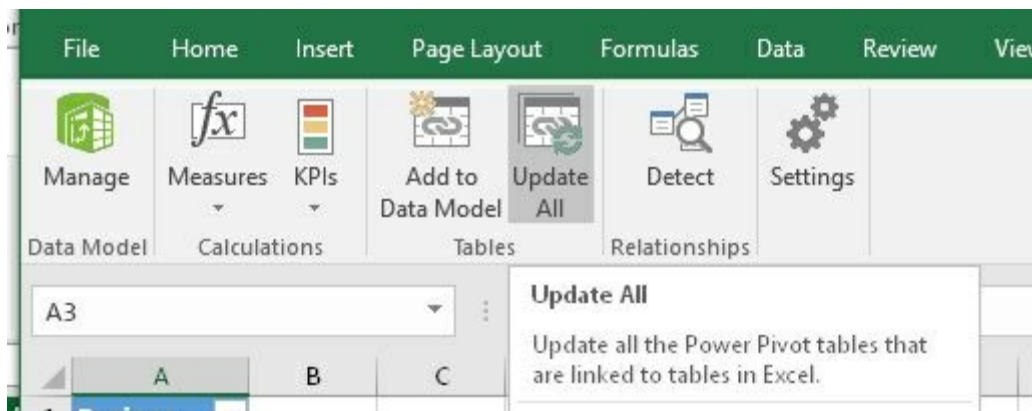 File Home Insert Page Layout Formulas Data Review
Manage Measures KPIs Add to Data Model Update All Detect Settings
Data Model Calculations Tables Relationships
A3
Update All
Update all the Power Pivot tables that
are linked to tables in Excel.
A B C